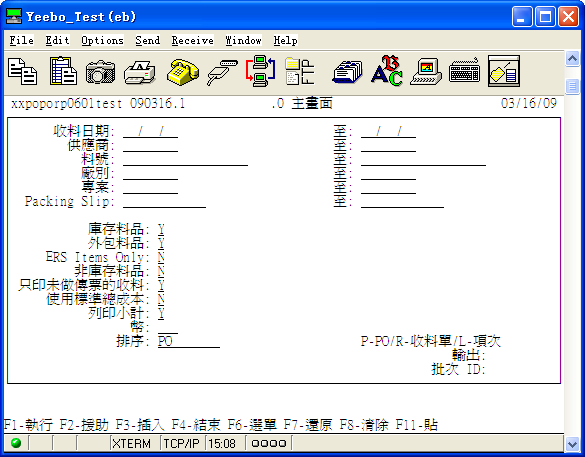 Yeebo_Test(eb)
File Edit Options Send Receive Window Help
xxpoporp0601test 090316.1 .0 主畫面 03/16/09
收料日期: / / 至: / /
供應商: 至:
料號: 至:
廠別: 至:
專案: 至:
Packing Slip: 至:
庫存料品: Y
外包料品: Y
ERS Items Only: N
非庫存料品: N
只印未做傳票的收料: Y
使用標準總成本: N
列印小計: Y
幣:
排序: PO P-PO/R-收料單/L-項次
輸出:
批次 ID:
F1-執行 F2-援助 F3-插入 F4-結束 F6-選單 F7-還原 F8-清除 F11-貼
XTERM TCP/IP 15:08